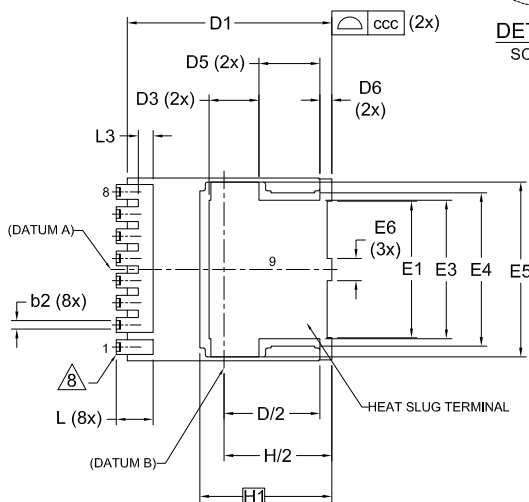 D1
ccc (2x)
DET
SC
D5 (2x)
D3 (2x)
D6
(2x)
L3
8
(DATUM A)
E6
(3x)
9
E1
E3
E4
E5
b2 (8x)
1
8
L (8x)
D/2
HEAT SLUG TERMINAL
H/2
(DATUM B)
H1